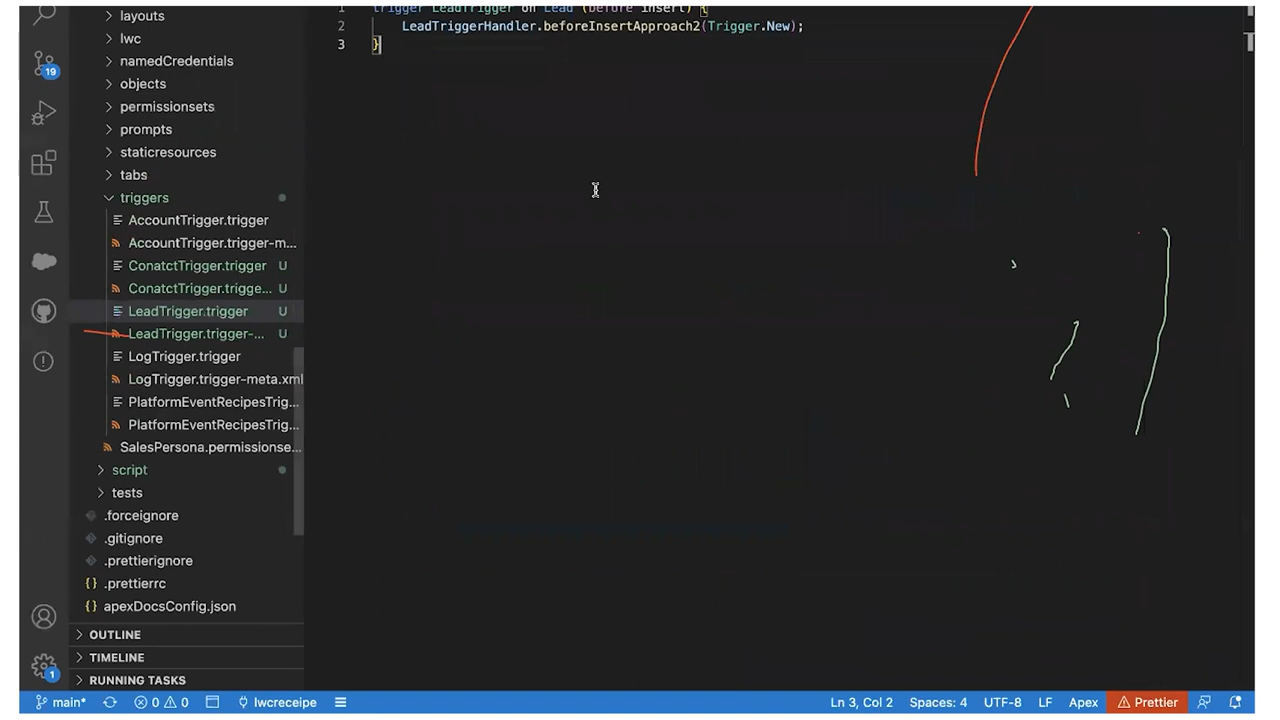 layouts
lwc
namedCredentials
objects
permissionsets
prompts
staticresources
tabs
triggers
AccountTrigger.trigger
AccountTrigger.trigger-m...
ConatctTrigger.trigger U
ConatctTrigger.trigge... U
LeadTrigger.trigger U
LeadTrigger.trigger-... U
LogTrigger.trigger
LogTrigger.trigger-meta.xml
PlatformEventRecipesTrig...
PlatformEventRecipesTrig...
SalesPersona.permissionse...
script
tests
.forceignore
.gitignore
.prettierignore
.prettierrc
{} apexDocsConfig.json
OUTLINE
TIMELINE
RUNNING TASKS
19
1
1 trigger LeadTrigger on Lead (before insert) {
2 LeadTriggerHandler.beforeInsertApproach2(Trigger.New);
3 }
main* 0 0 lwcreceipe Ln 3, Col 2 Spaces: 4 UTF-8 LF Apex Prettier